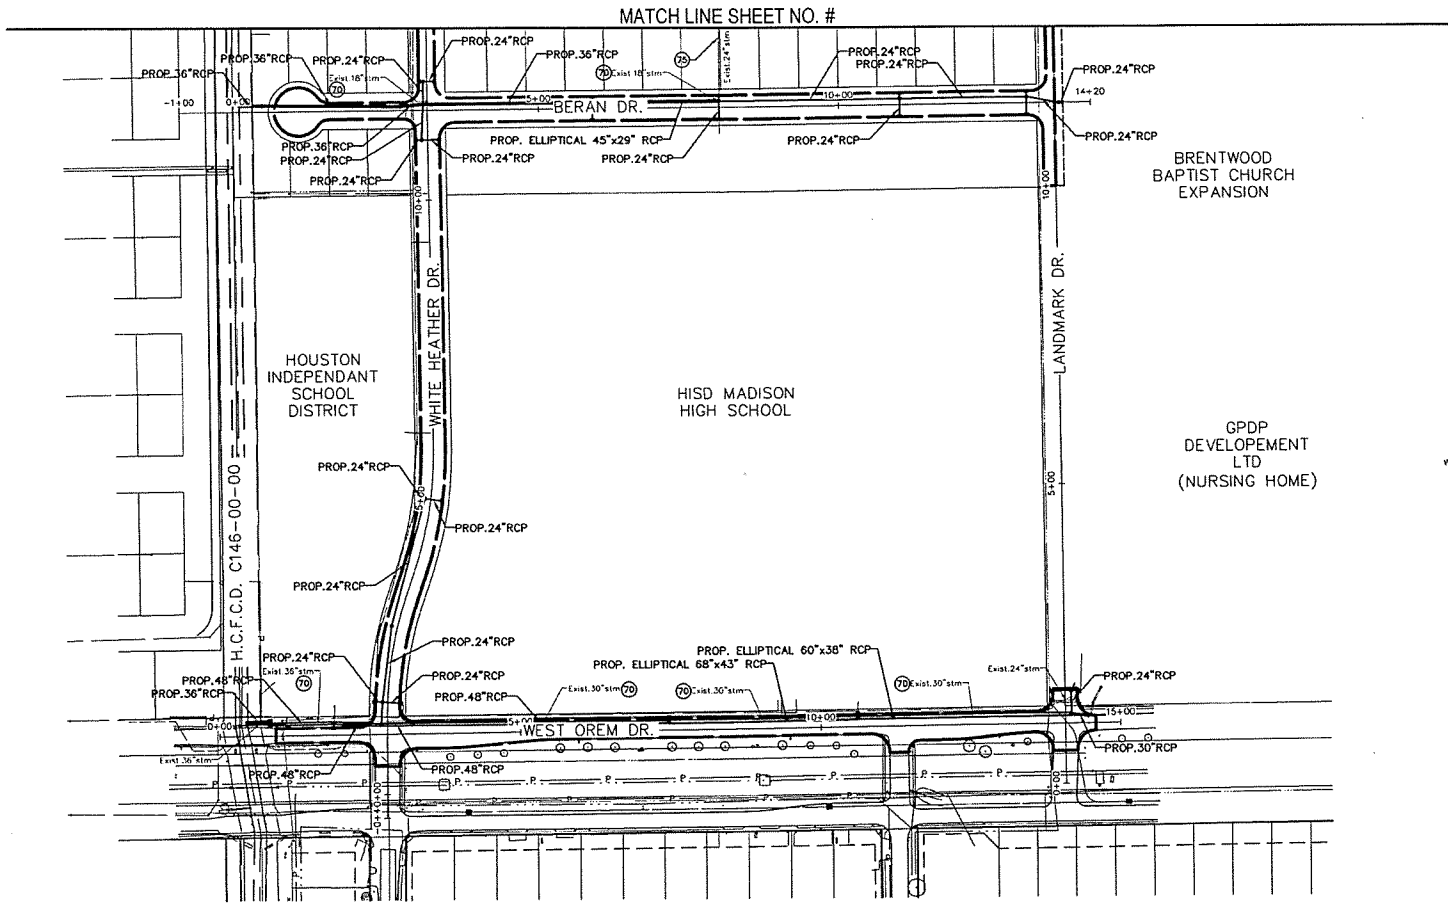 MATCH LINE SHEET NO. #
PROP.24"RCP
PROP.36"RCP
PROP.24"RCP
PROP.36"RCP
PROP.24"RCP
PROP.24"RCP
PROP.36"RCP
Exist.18"stm
70
70
Exist.18"stm
75
Exist.24"stm
PROP.24"RCP
-1+00
0+00
5+00
BERAN DR.
10+00
14+20
PROP.36"RCP
PROP.24"RCP
PROP.24"RCP
PROP.24"RCP
PROP. ELLIPTICAL 45"x29" RCP
PROP.24"RCP
PROP.24"RCP
PROP.24"RCP
BRENTWOOD
BAPTIST CHURCH
EXPANSION
10+00
10+00
WHITE HEATHER DR.
LANDMARK DR.
HOUSTON
INDEPENDANT
SCHOOL
DISTRICT
HISD MADISON
HIGH SCHOOL
GPDP
DEVELOPEMENT
LTD
(NURSING HOME)
H.C.F.C.D. C146-00-00
PROP.24"RCP
5+00
5+00
PROP.24"RCP
PROP.24"RCP
PROP.24"RCP
PROP.24"RCP
Exist.36"stm
70
PROP.48"RCP
PROP.36"RCP
PROP.24"RCP
PROP.48"RCP
PROP. ELLIPTICAL 60"x38" RCP
PROP. ELLIPTICAL 68"x43" RCP
Exist.30"stm
70
70
Exist.30"stm
70
Exist.30"stm
Exist.24"stm
PROP.24"RCP
0+00
5+00
WEST OREM DR.
10+00
15+00
Exist.36"stm
PROP.48"RCP
PROP.48"RCP
PROP.30"RCP
0+00
P
P
P
P
P
P
P